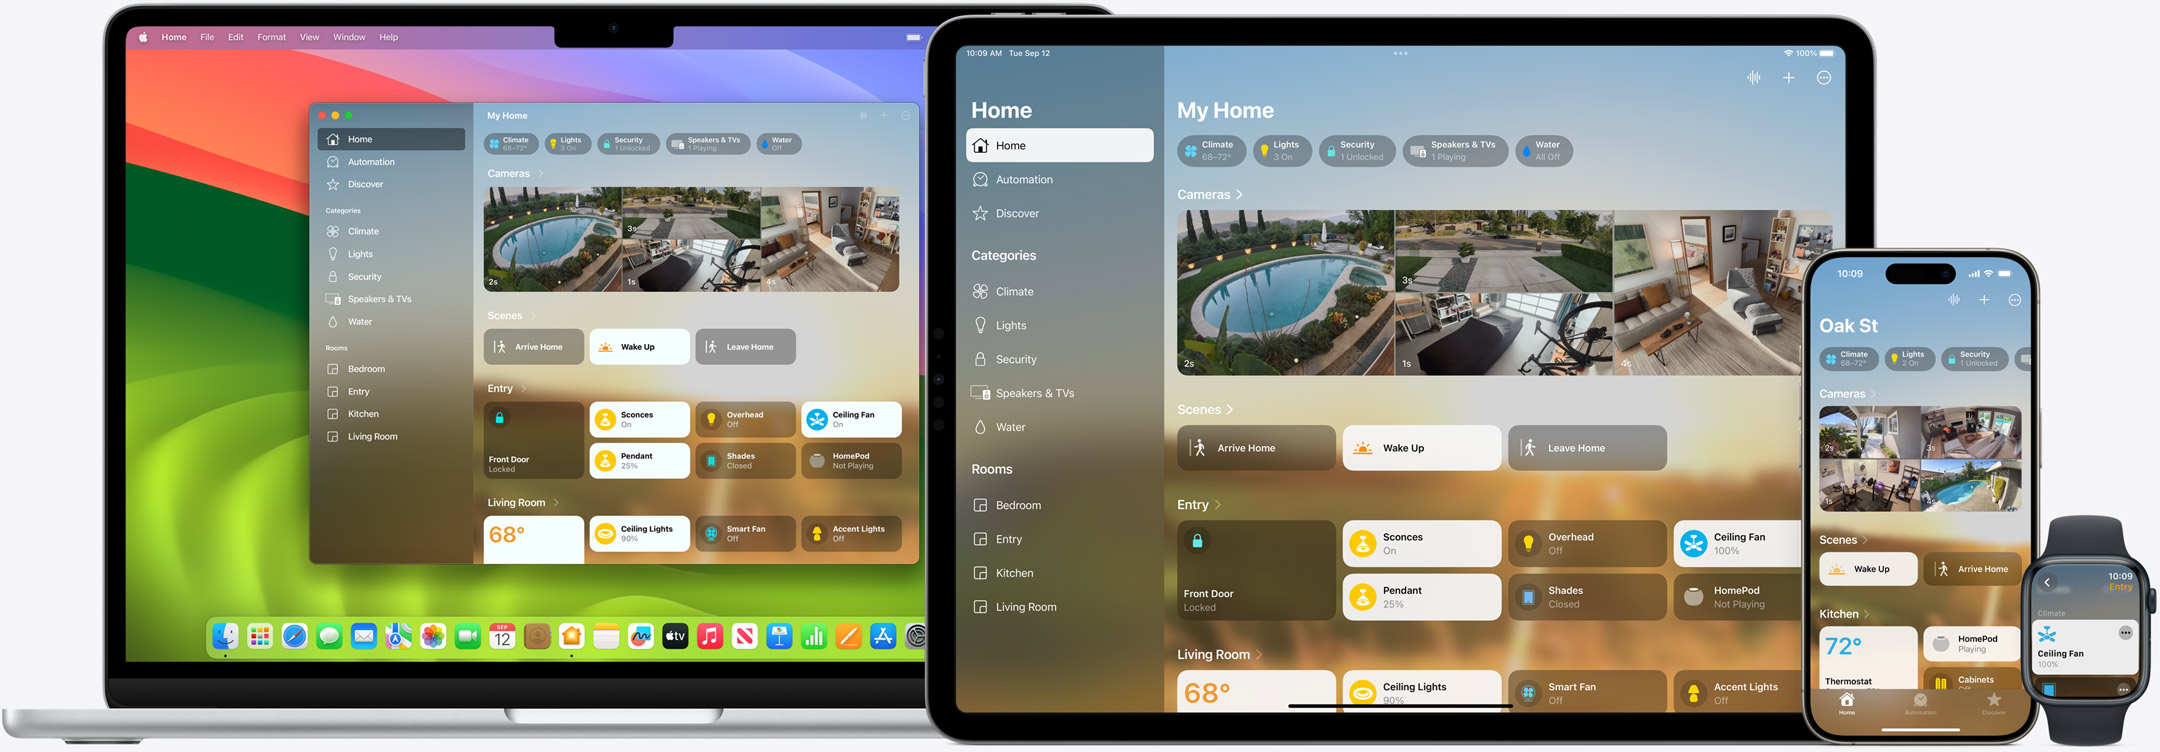 Home File Edit Format View Window Help
My Home
Home
Automation
Discover
Categories
Climate
Lights
Security
Speakers & TVs
Water
Rooms
Bedroom
Entry
Kitchen
Living Room
Climate
68–72°
Lights
3 On
Security
1 Unlocked
Speakers & TVs
1 Playing
Water
Off
Cameras
2s
3s
1s
4s
Scenes
Arrive Home
Wake Up
Leave Home
Entry
Front Door
Locked
Sconces
On
Overhead
Off
Ceiling Fan
On
Pendant
25%
Shades
Closed
HomePod
Not Playing
Living Room
68°
Ceiling Lights
90%
Smart Fan
Off
Accent Lights
Off
SEP
12
tv
10:09 AM Tue Sep 12
100%
Home
Home
Automation
Discover
Categories
Climate
Lights
Security
Speakers & TVs
Water
Rooms
Bedroom
Entry
Kitchen
Living Room
My Home
Climate
68–72°
Lights
3 On
Security
1 Unlocked
Speakers & TVs
1 Playing
Water
All Off
Cameras
2s
3s
1s
4s
Scenes
Arrive Home
Wake Up
Leave Home
Entry
Front Door
Locked
Sconces
On
Overhead
Off
Ceiling Fan
100%
Pendant
25%
Shades
Closed
HomePod
Not Playing
Living Room
68°
Ceiling Lights
90%
Smart Fan
Off
Accent Lights
Off
10:09
Oak St
Climate
68–72°
Lights
2 On
Security
1 Unlocked
Cameras
2s
3s
1s
4s
Scenes
Wake Up
Arrive Home
Kitchen
72°
Thermostat
HomePod
Playing
Cabinets
Off
Home
Automation
Discover
10:09
Entry
Climate
Ceiling Fan
100%